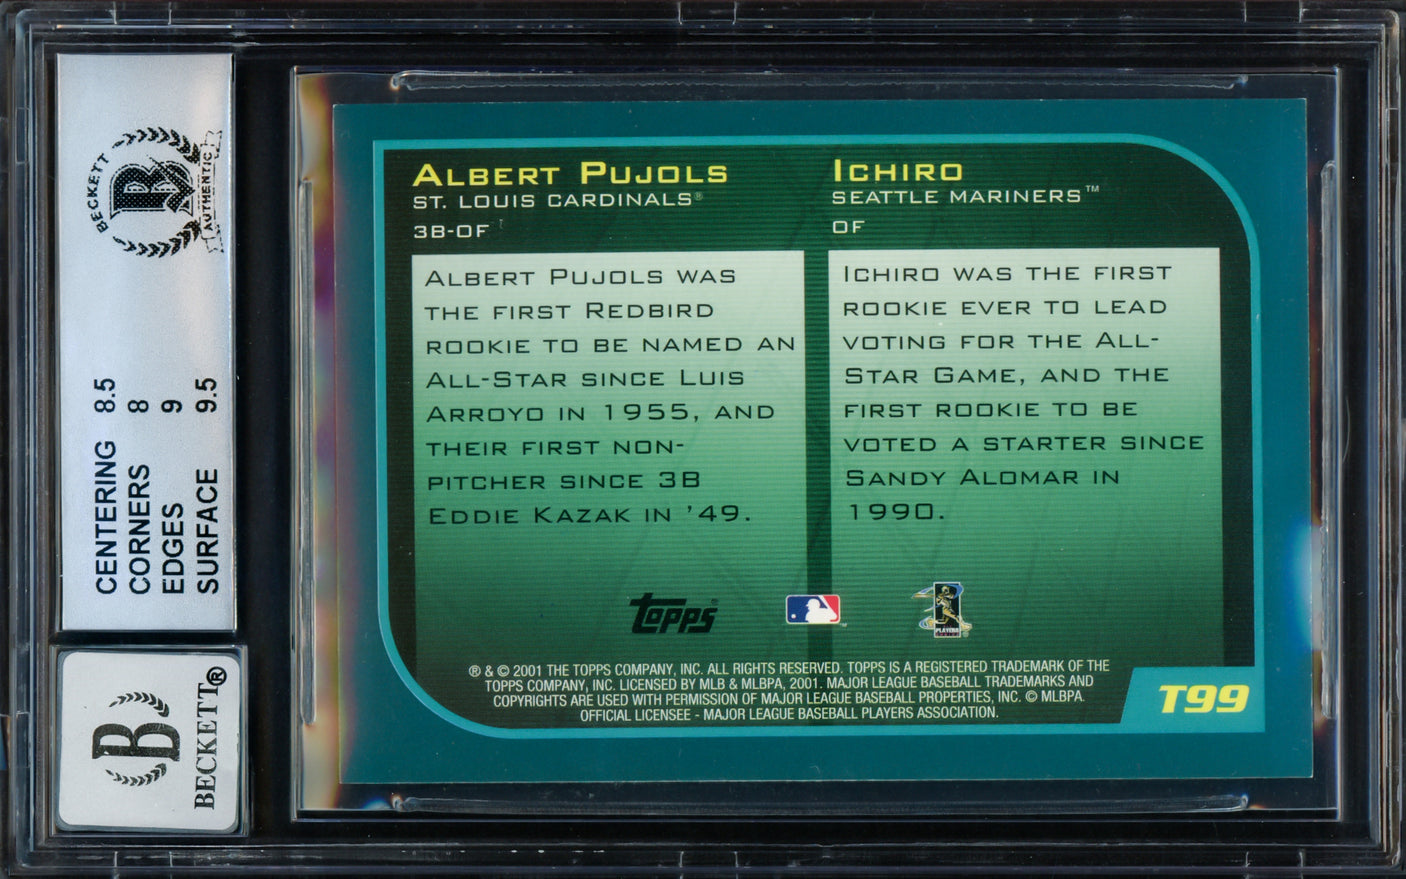 BECKETT
B
AUTHENTIC
CENTERING 8.5
CORNERS 8
EDGES 9
SURFACE 9.5
B
BECKETT®
ALBERT PUJOLS
ST. LOUIS CARDINALS®
3B-OF
ALBERT PUJOLS WAS
THE FIRST REDBIRD
ROOKIE TO BE NAMED AN
ALL-STAR SINCE LUIS
ARROYO IN 1955, AND
THEIR FIRST NON-
PITCHER SINCE 3B
EDDIE KAZAK IN '49.
ICHIRO
SEATTLE MARINERS™
OF
ICHIRO WAS THE FIRST
ROOKIE EVER TO LEAD
VOTING FOR THE ALL-
STAR GAME, AND THE
FIRST ROOKIE TO BE
VOTED A STARTER SINCE
SANDY ALOMAR IN
1990.
Topps®
PLAYERS
® & © 2001 THE TOPPS COMPANY, INC. ALL RIGHTS RESERVED. TOPPS IS A REGISTERED TRADEMARK OF THE
TOPPS COMPANY, INC. LICENSED BY MLB & MLBPA, 2001. MAJOR LEAGUE BASEBALL TRADEMARKS AND
COPYRIGHTS ARE USED WITH PERMISSION OF MAJOR LEAGUE BASEBALL PROPERTIES, INC. © MLBPA.
OFFICIAL LICENSEE - MAJOR LEAGUE BASEBALL PLAYERS ASSOCIATION.
T99